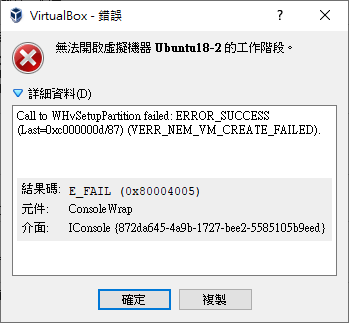 VirtualBox - 錯誤
無法開啟虛擬機器 Ubuntu18-2 的工作階段。
詳細資料(D)
Call to WHvSetupPartition failed: ERROR_SUCCESS
(Last=0xc000000d/87) (VERR_NEM_VM_CREATE_FAILED).
結果碼: E_FAIL (0x80004005)
元件: ConsoleWrap
介面: IConsole {872da645-4a9b-1727-bee2-5585105b9eed}
確定 複製